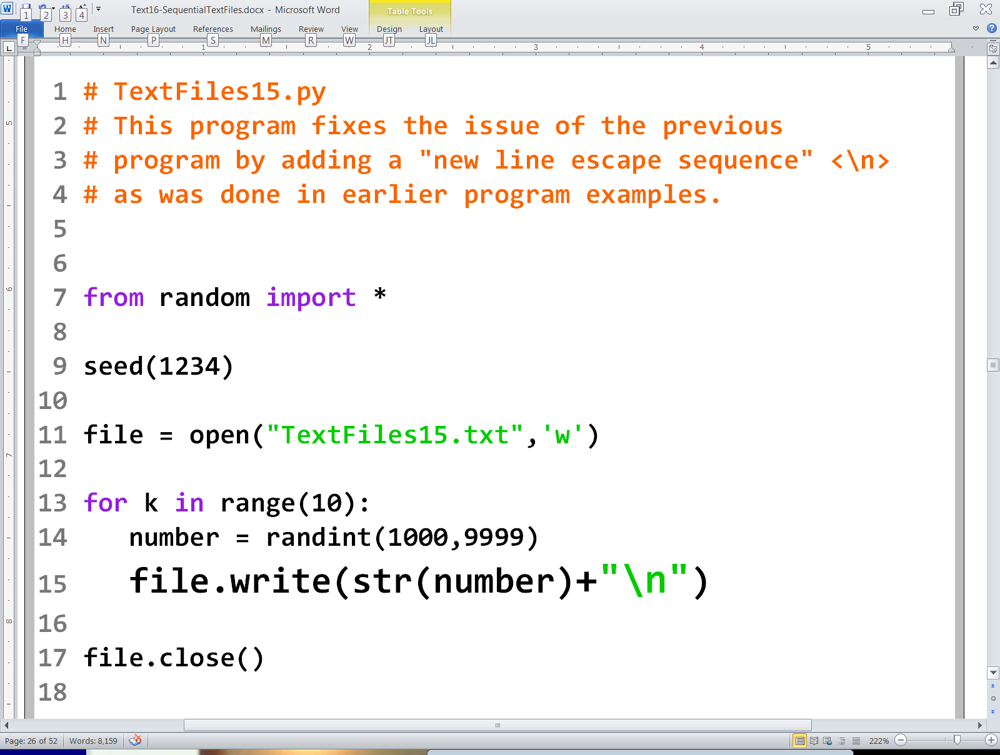 1 2 3 4
Text16-SequentialTextFiles.docx - Microsoft Word
Table Tools
File Home Insert Page Layout References Mailings Review View Design Layout
F H N P S M R W JT JL
1 2 3 4 5
1 # TextFiles15.py
2 # This program fixes the issue of the previous
3 # program by adding a "new line escape sequence" <\n>
4 # as was done in earlier program examples.
5
6
7 from random import *
8
9 seed(1234)
10
11 file = open("TextFiles15.txt",'w')
12
13 for k in range(10):
14    number = randint(1000,9999)
15    file.write(str(number)+"\n")
16
17 file.close()
18
5
6
7
8
Page: 26 of 52 Words: 8,159 222%